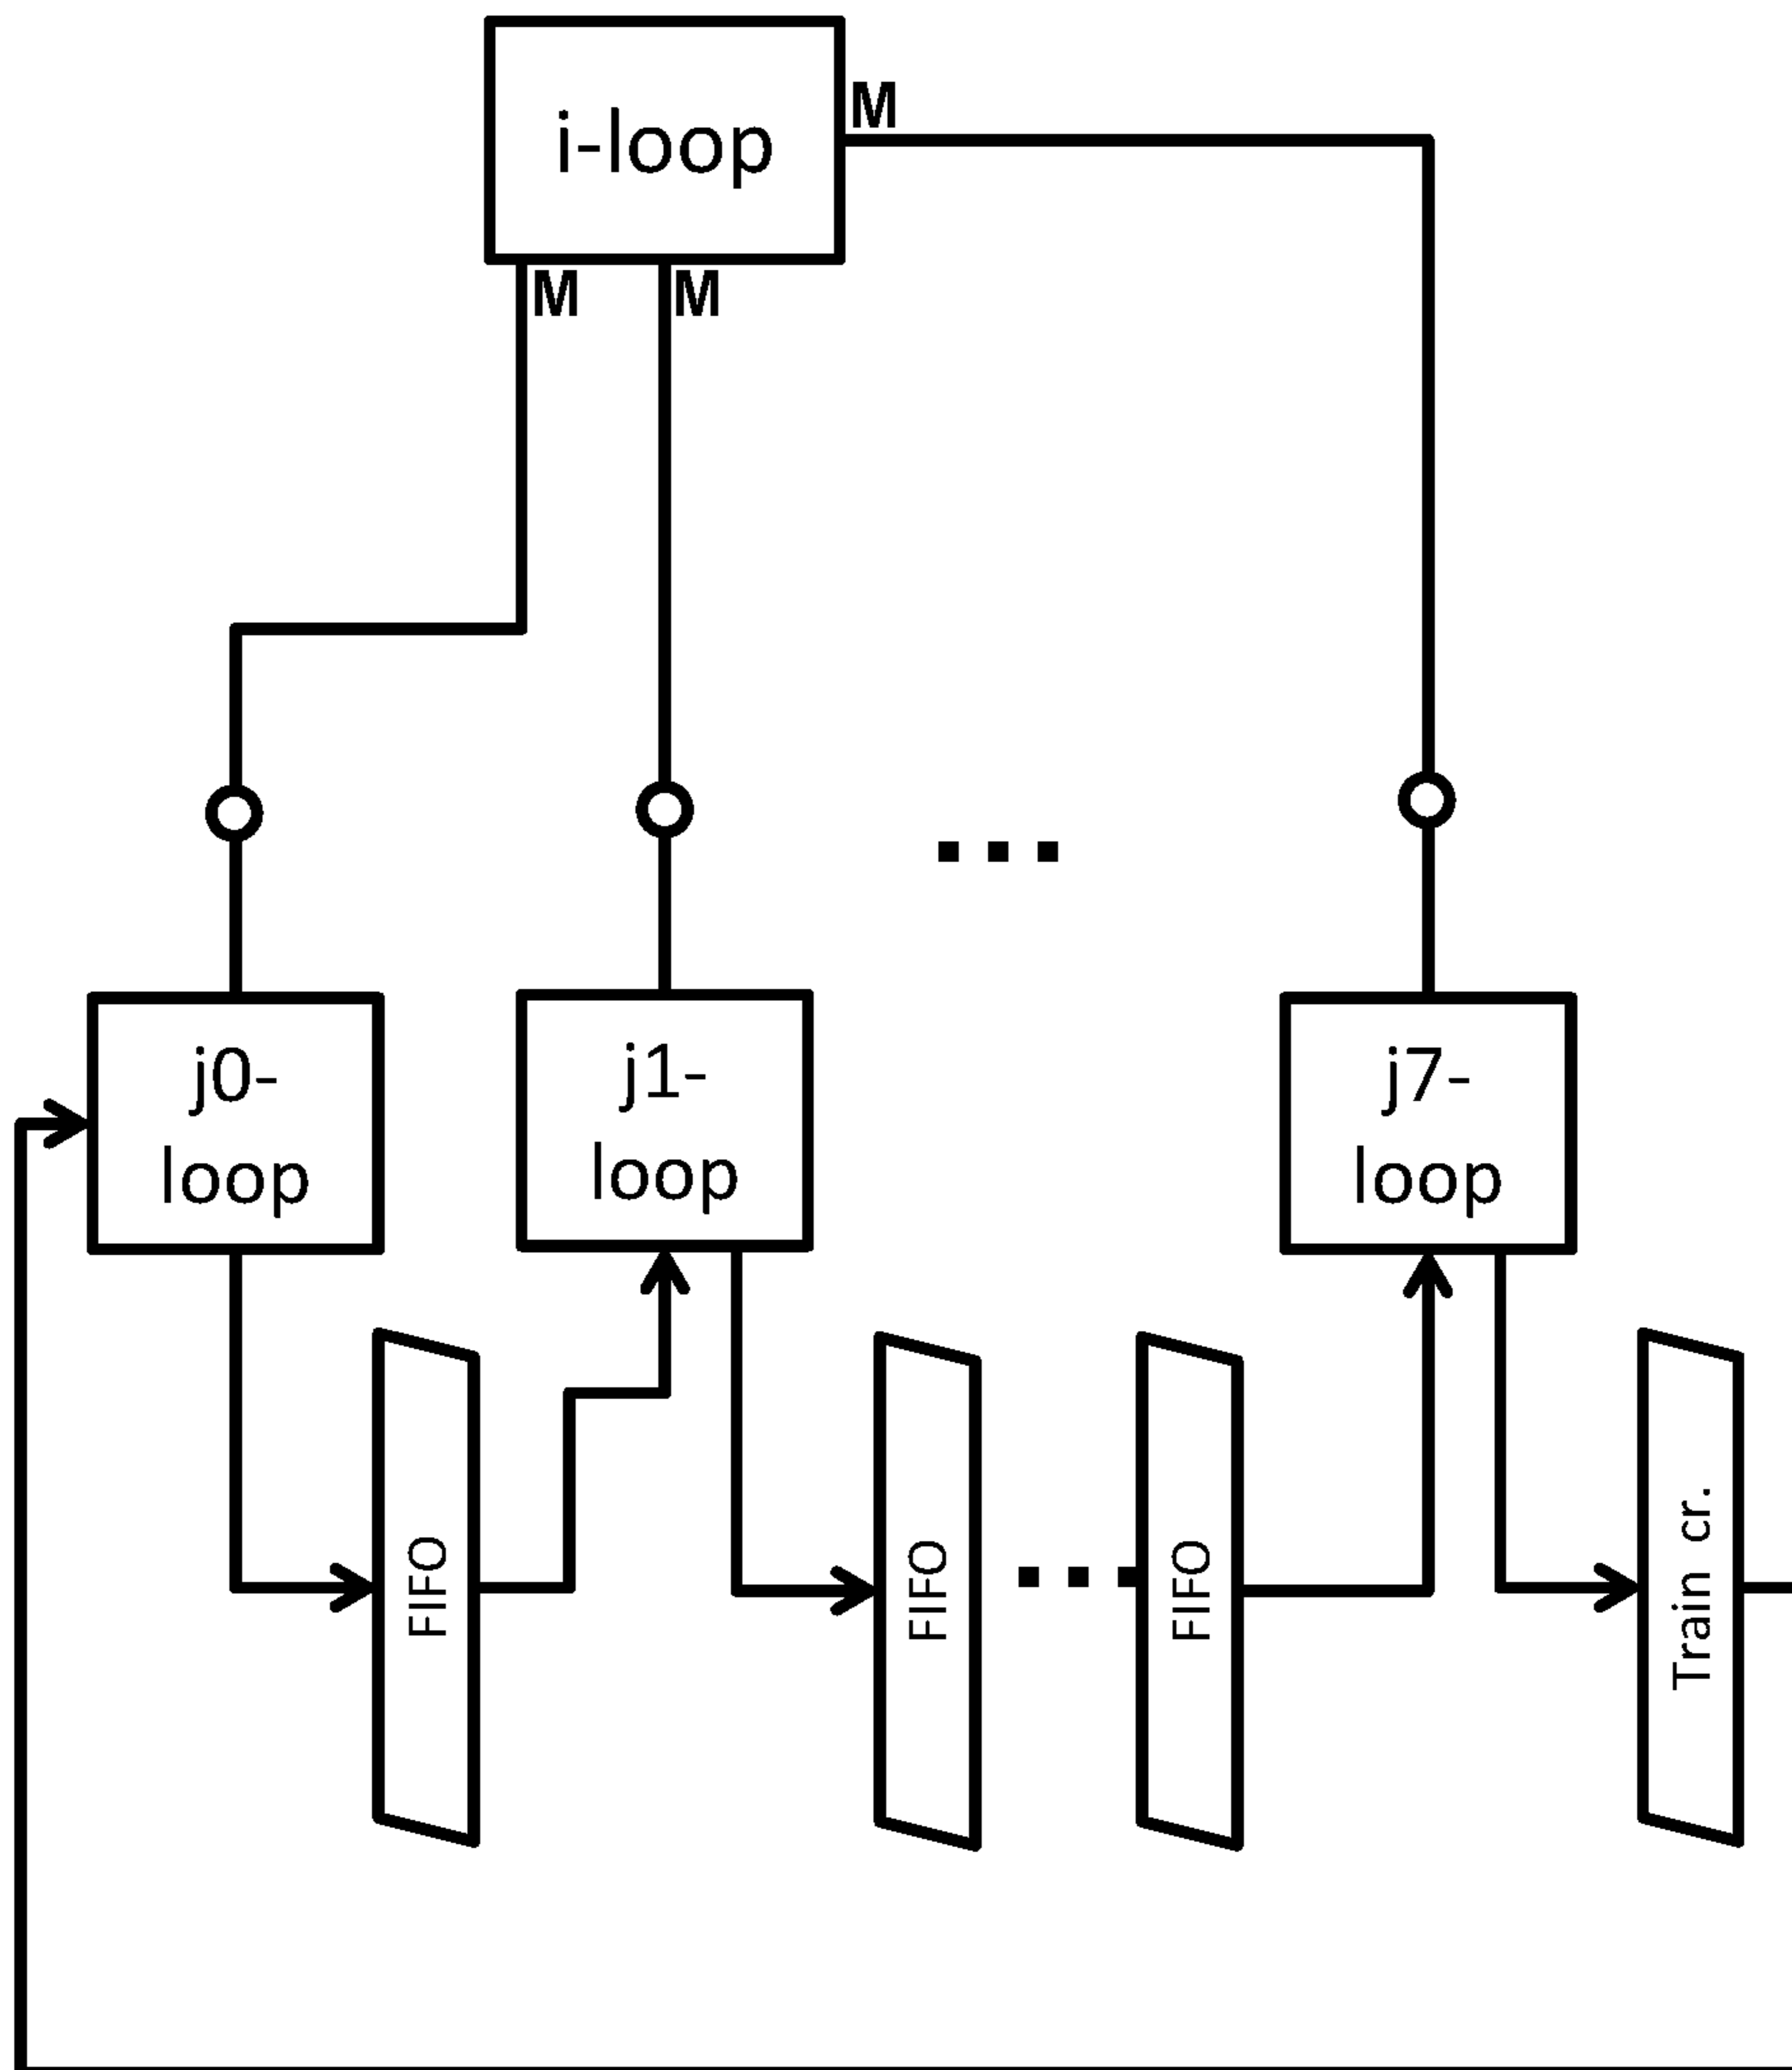 i-loop
M
M
M
j0-
loop
j1-
loop
j7-
loop
FIFO
FIFO
FIFO
Train cr.